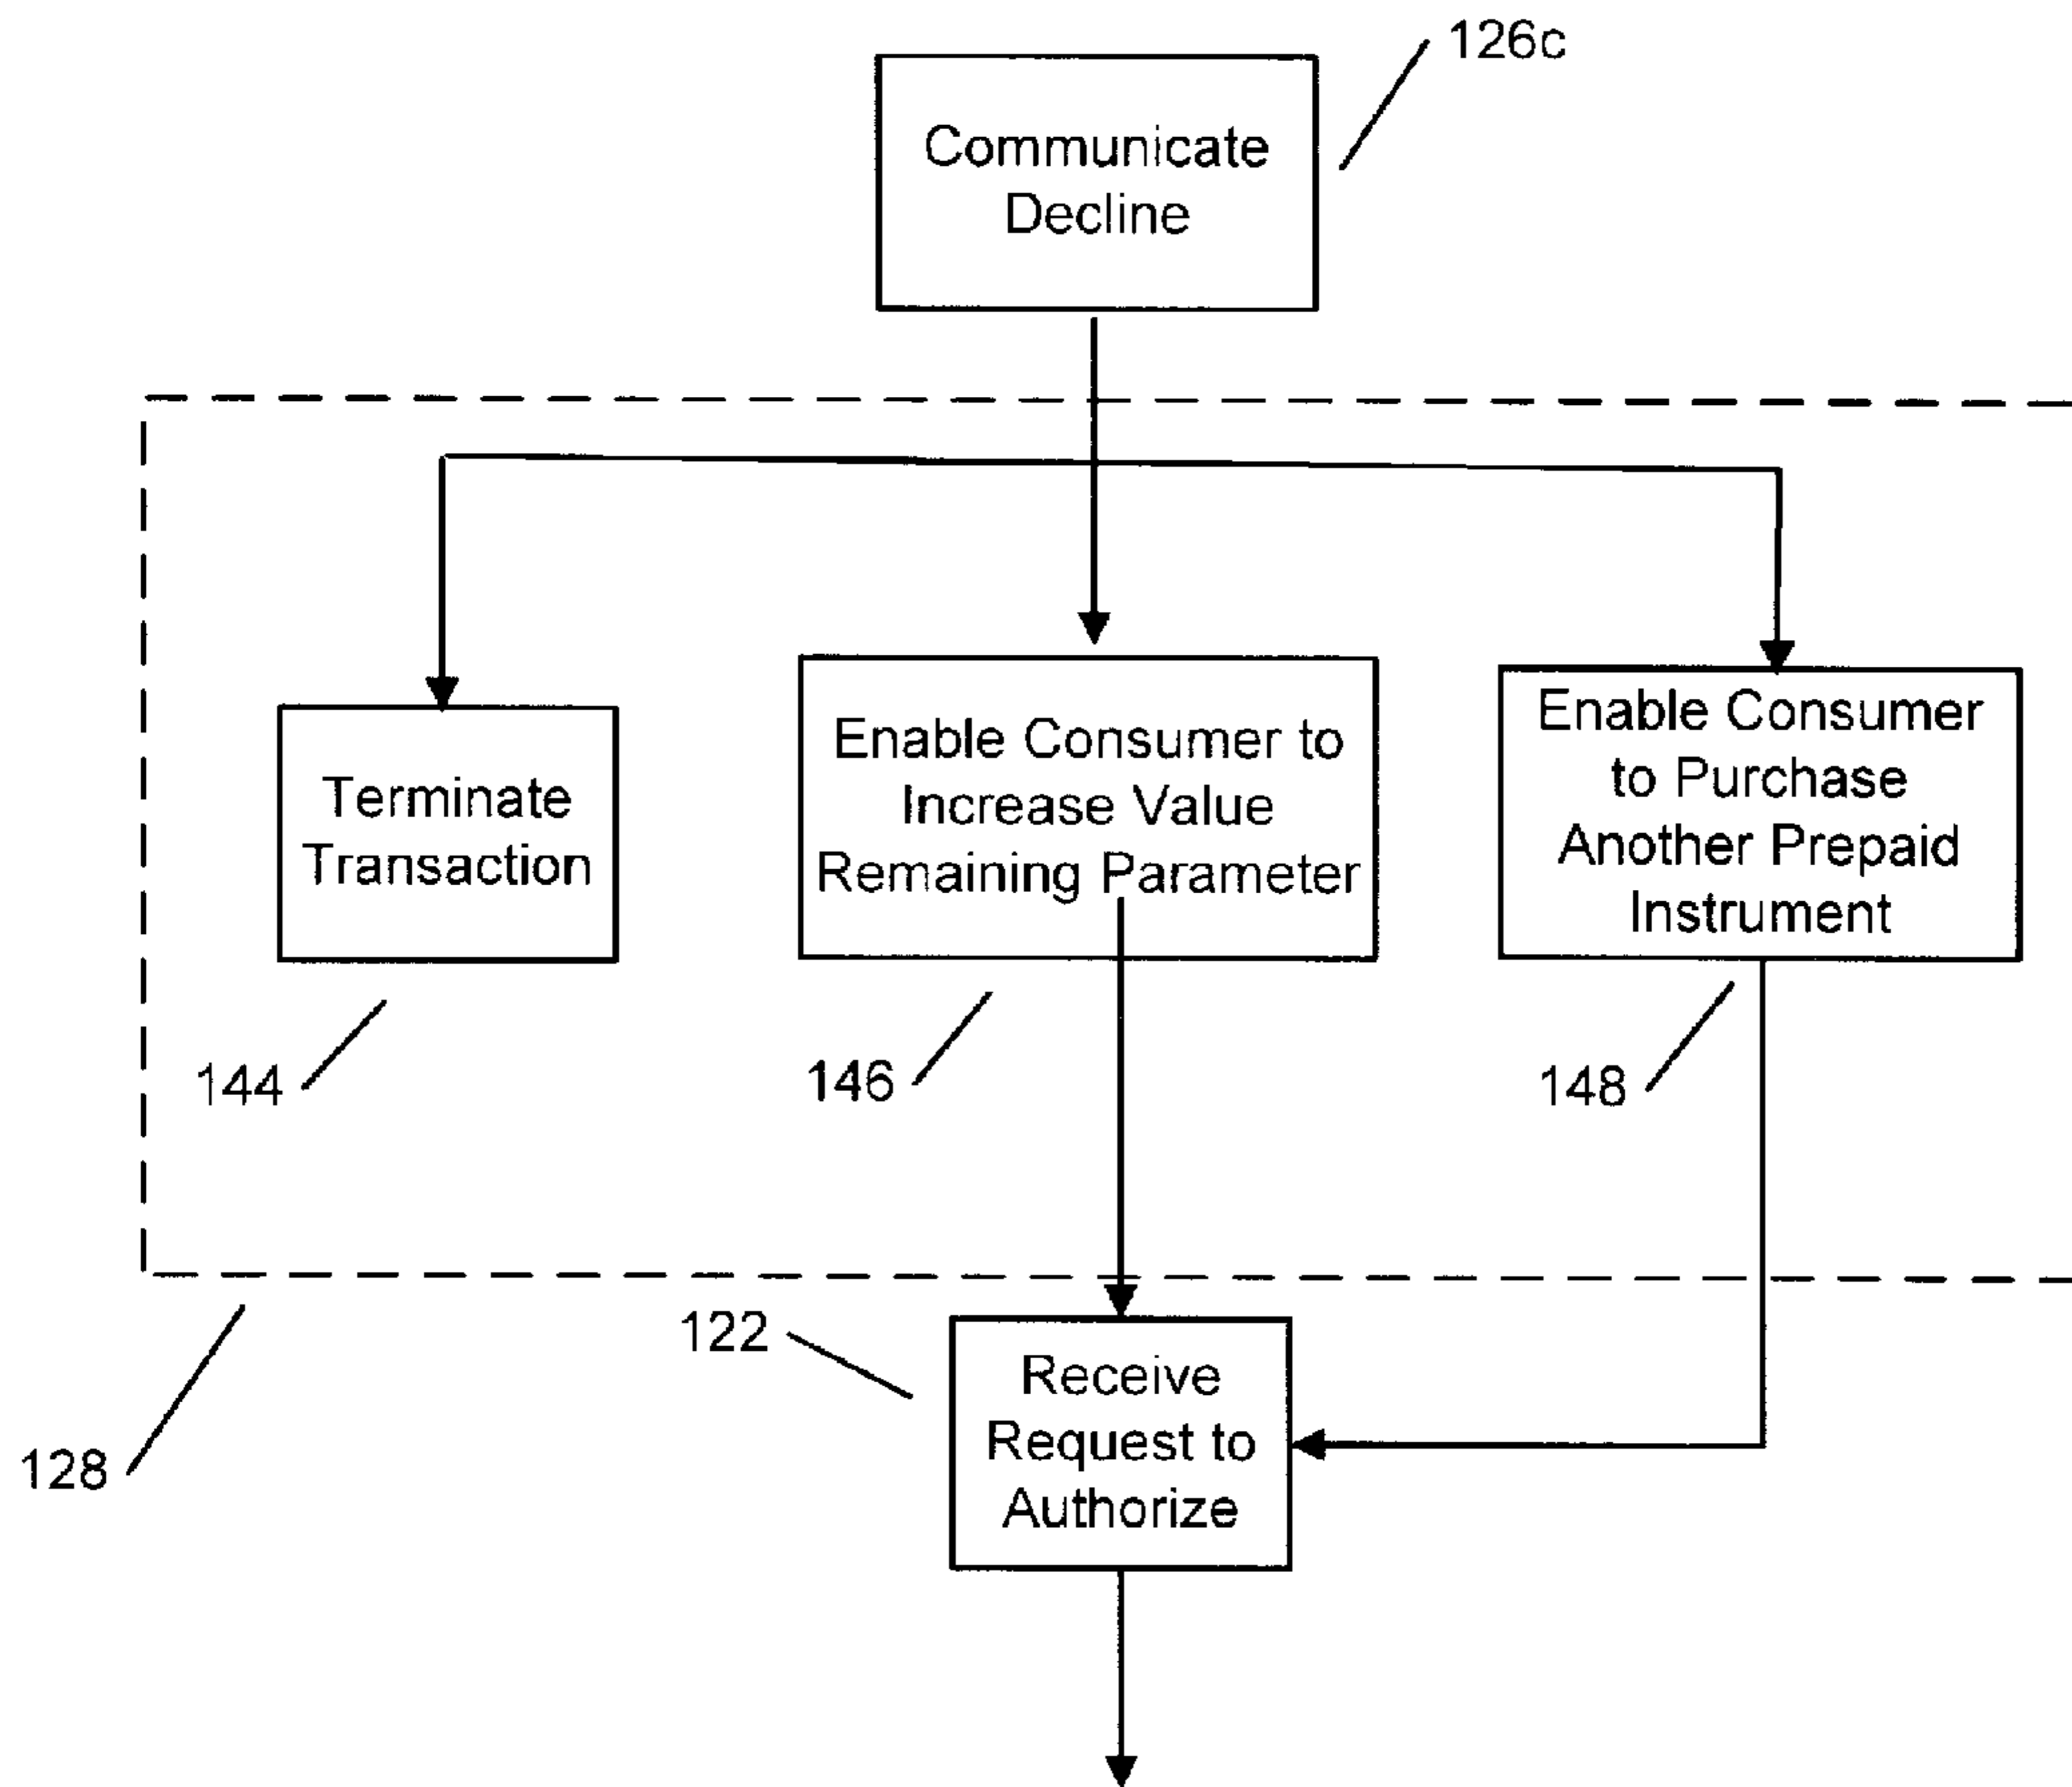 126c
Communicate
Decline
Terminate
Transaction
Enable Consumer to
Increase Value
Remaining Parameter
Enable Consumer
to Purchase
Another Prepaid
Instrument
144
146
148
128
122
Receive
Request to
Authorize